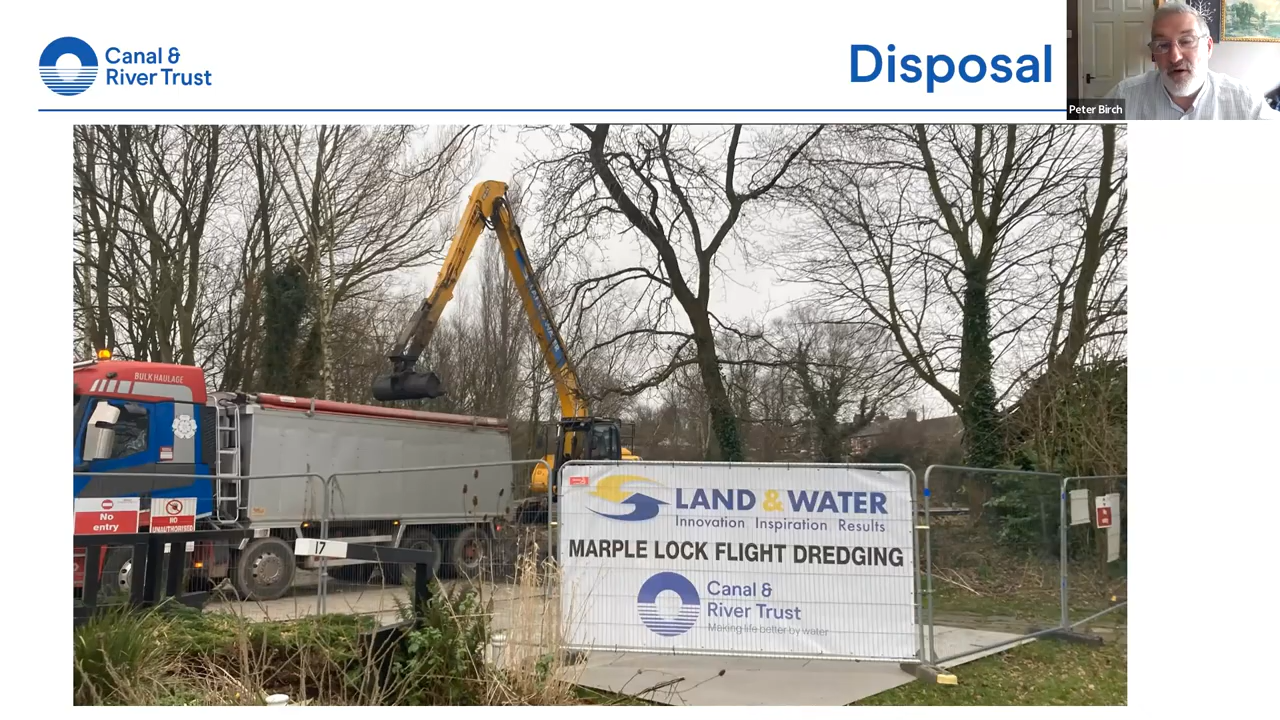 Canal &
River Trust
Disposal
Peter Birch
BULK HAULAGE
No
entry
NO
UNAUTHORISED
17
LAND & WATER
Innovation Inspiration Results
MARPLE LOCK FLIGHT DREDGING
Canal &
River Trust
Making life better by water